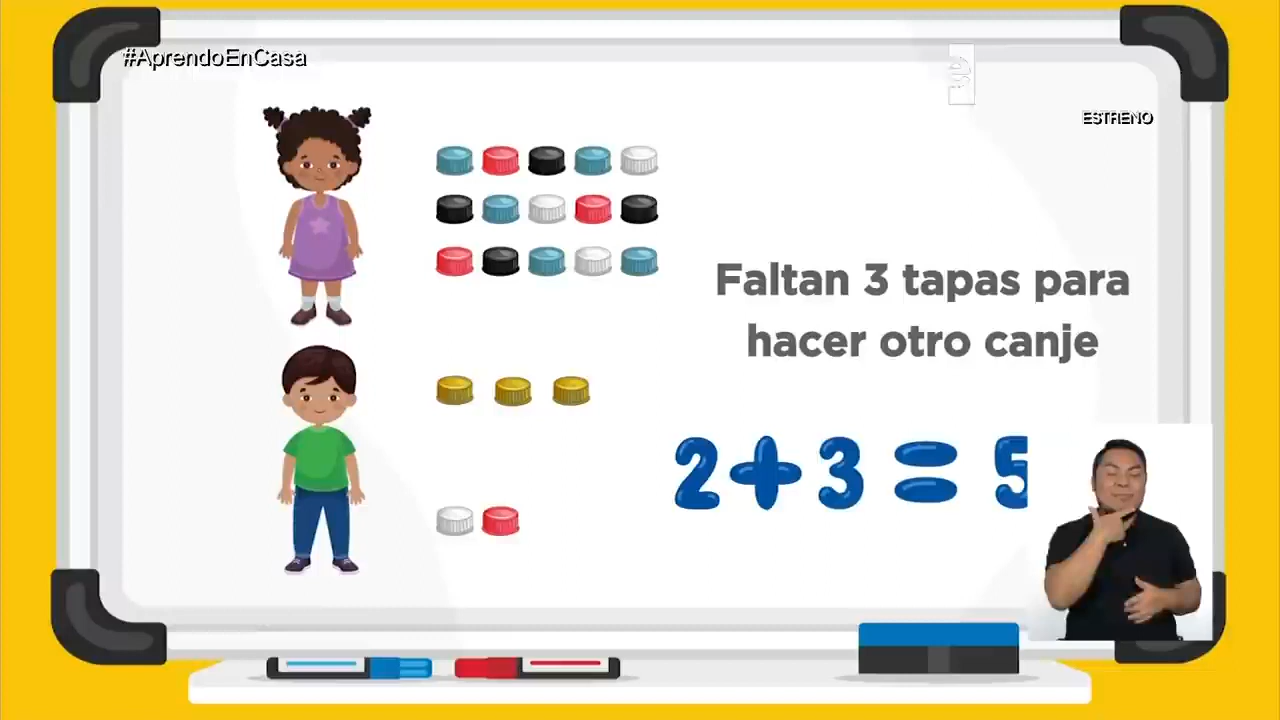 #AprendoEnCasa
ESTRENO
Faltan 3 tapas para
hacer otro canje
2+3=5